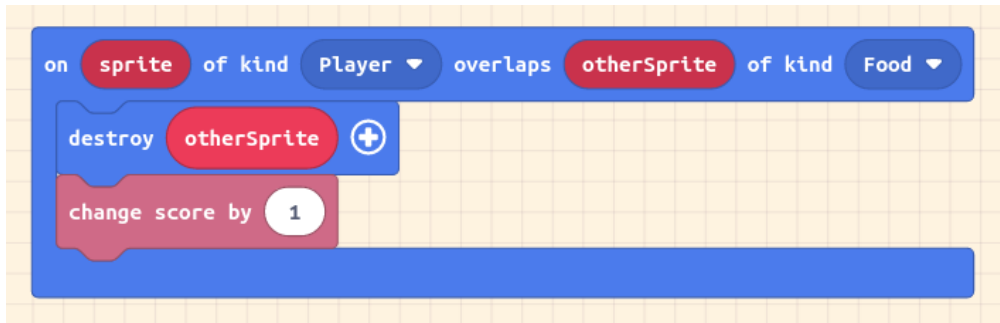 on sprite of kind Player overlaps otherSprite of kind Food
destroy otherSprite
change score by 1